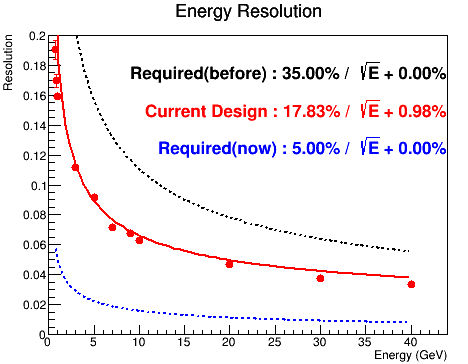 Energy Resolution
Resolution
0.2
0.18
0.16
0.14
0.12
0.1
0.08
0.06
0.04
0.02
0
Required(before) : 35.00% / √E + 0.00%
Current Design : 17.83% / √E + 0.98%
Required(now) : 5.00% / √E + 0.00%
0 5 10 15 20 25 30 35 40
Energy (GeV)